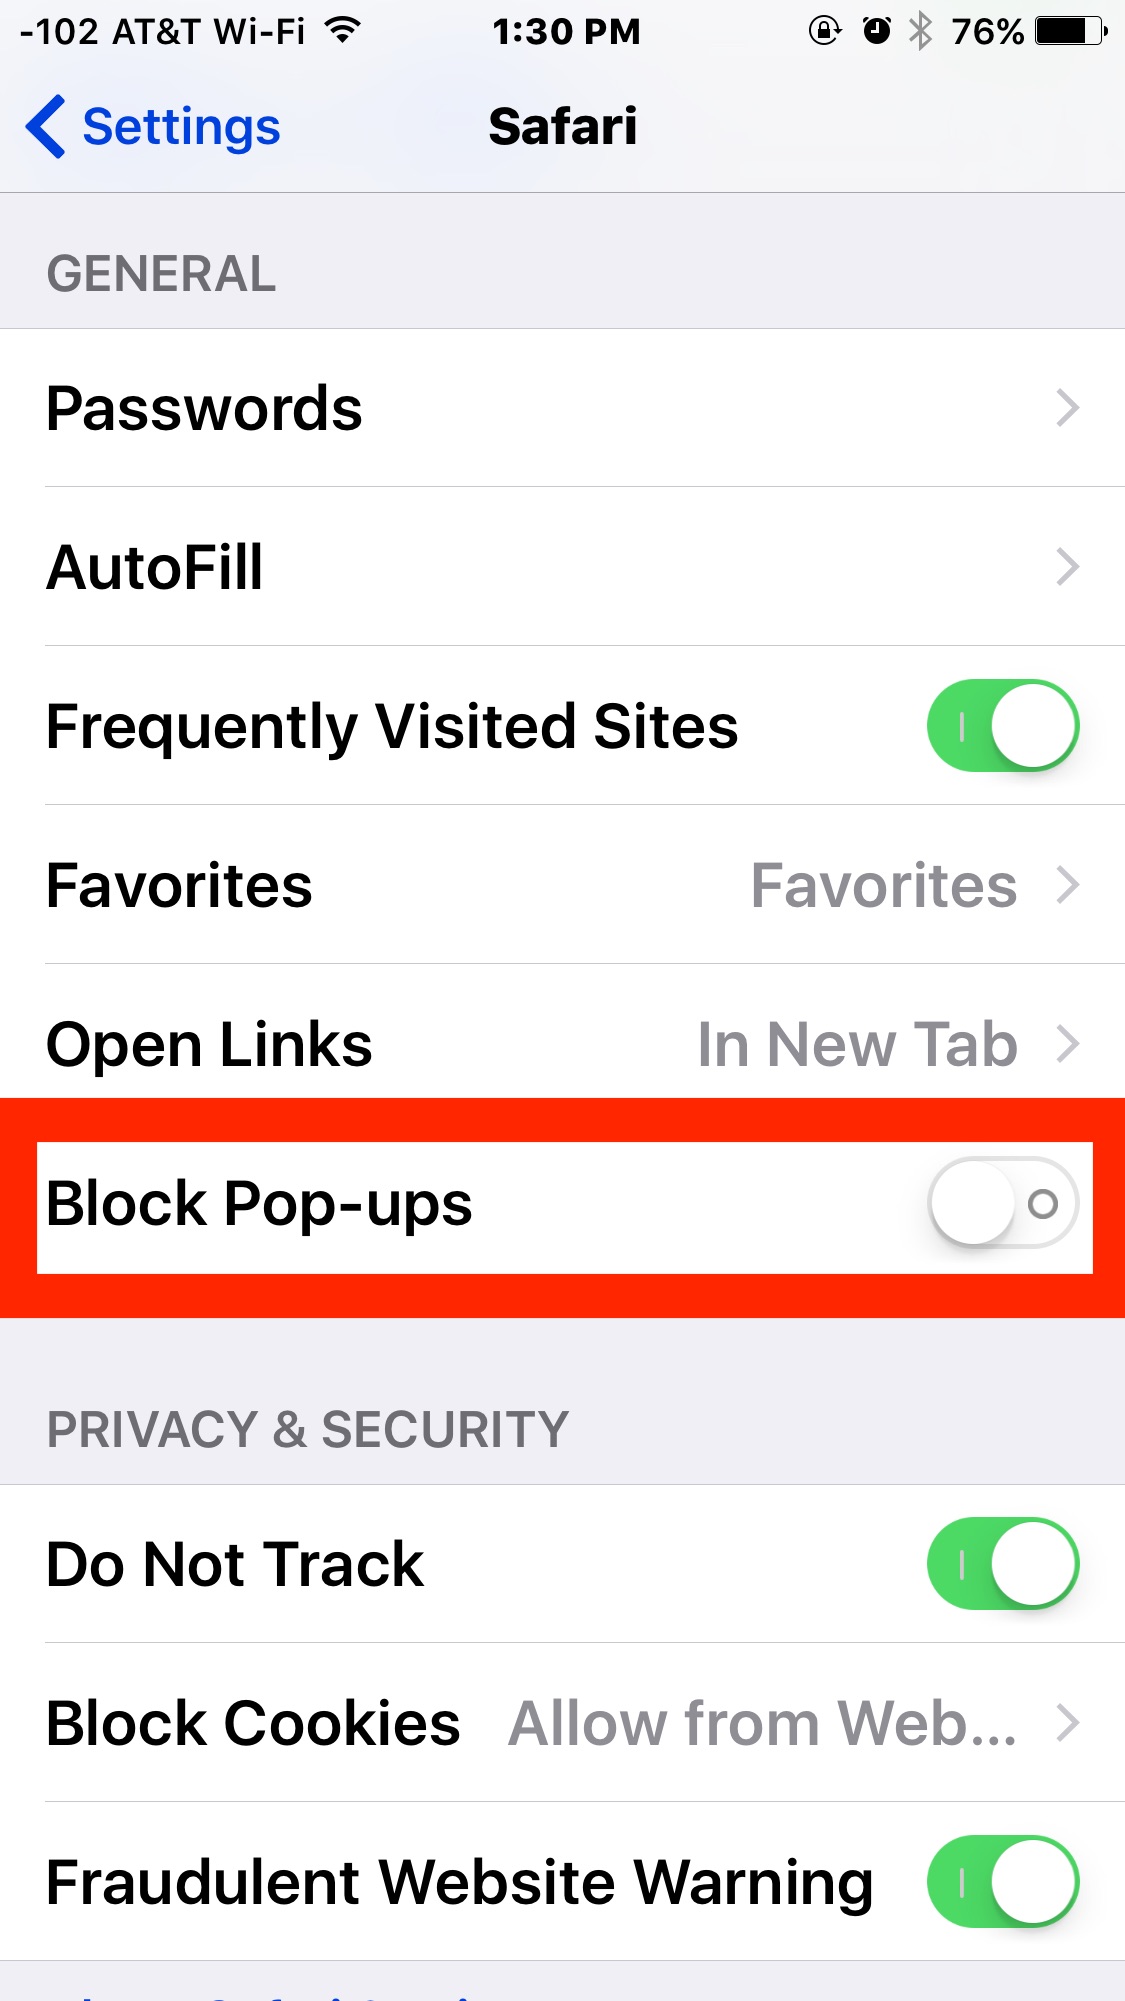 -102 AT&T Wi-Fi 1:30 PM 76%
Settings Safari
GENERAL
Passwords
AutoFill
Frequently Visited Sites
Favorites Favorites
Open Links In New Tab
Block Pop-ups
PRIVACY & SECURITY
Do Not Track
Block Cookies Allow from Web...
Fraudulent Website Warning